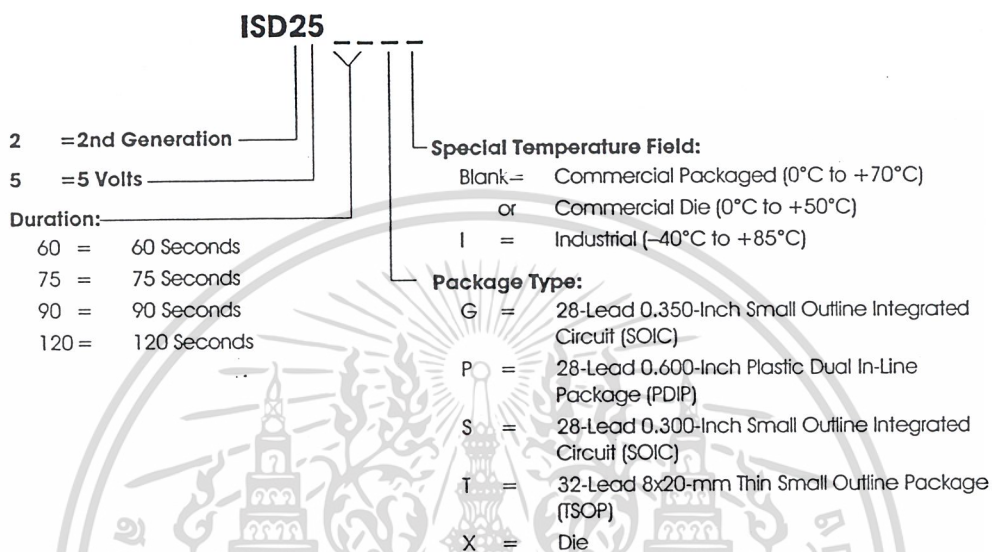 ISD25 _ _ _ _
2 =2nd Generation
5 =5 Volts
Duration:
60 = 60 Seconds
75 = 75 Seconds
90 = 90 Seconds
120 = 120 Seconds
Special Temperature Field:
Blank= Commercial Packaged (0°C to +70°C)
or Commercial Die (0°C to +50°C)
I = Industrial (–40°C to +85°C)
Package Type:
G = 28-Lead 0.350-Inch Small Outline Integrated
Circuit (SOIC)
P = 28-Lead 0.600-Inch Plastic Dual In-Line
Package (PDIP)
S = 28-Lead 0.300-Inch Small Outline Integrated
Circuit (SOIC)
T = 32-Lead 8x20-mm Thin Small Outline Package
(TSOP)
X = Die